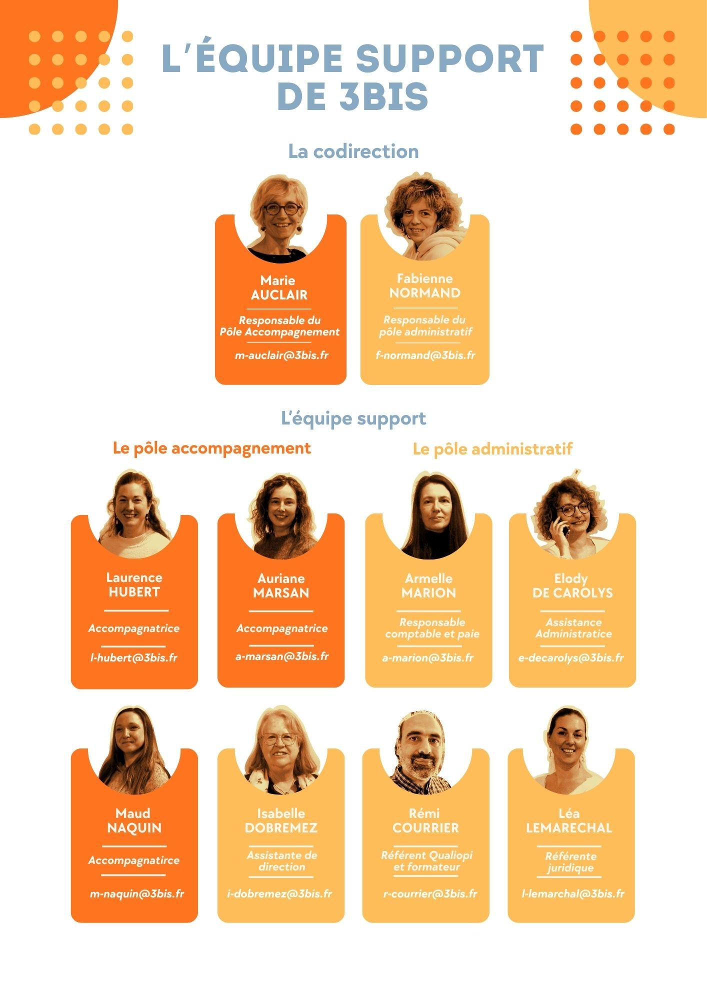 L'ÉQUIPE SUPPORT
DE 3BIS
La codirection
Marie
AUCLAIR
Responsable du
Pôle Accompagnement
m-auclair@3bis.fr
Fabienne
NORMAND
Responsable du
pôle administratif
f-normand@3bis.fr
L'équipe support
Le pôle accompagnement
Le pôle administratif
Laurence
HUBERT
Accompagnatrice
l-hubert@3bis.fr
Auriane
MARSAN
Accompagnatrice
a-marsan@3bis.fr
Armelle
MARION
Responsable
comptable et paie
a-marion@3bis.fr
Elody
DE CAROLYS
Assistance
Administratice
e-decarolys@3bis.fr
Maud
NAQUIN
Accompagnatirce
m-naquin@3bis.fr
Isabelle
DOBREMEZ
Assistante de
direction
i-dobremez@3bis.fr
Rémi
COURRIER
Référent Qualiopi
et formateur
r-courrier@3bis.fr
Léa
LEMARECHAL
Référente
juridique
l-lemarchal@3bis.fr